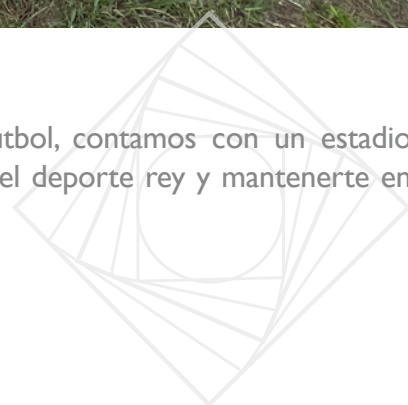 utbol, contamos con un estadio
el deporte rey y mantenerte en